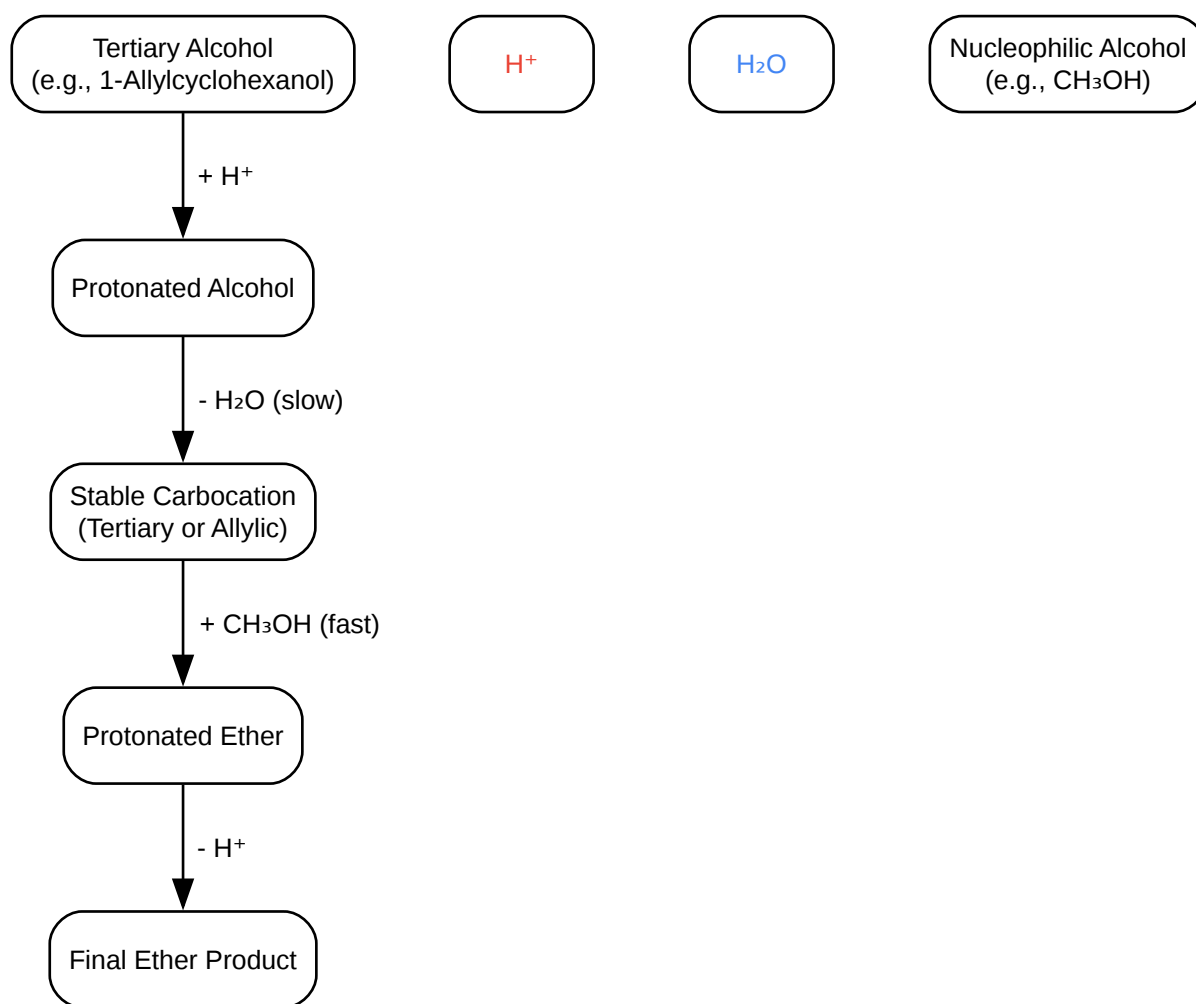 Tertiary Alcohol
(e.g., 1-Allylcyclohexanol)
H⁺
H₂O
Nucleophilic Alcohol
(e.g., CH₃OH)
+ H⁺
Protonated Alcohol
- H₂O (slow)
Stable Carbocation
(Tertiary or Allylic)
+ CH₃OH (fast)
Protonated Ether
- H⁺
Final Ether Product